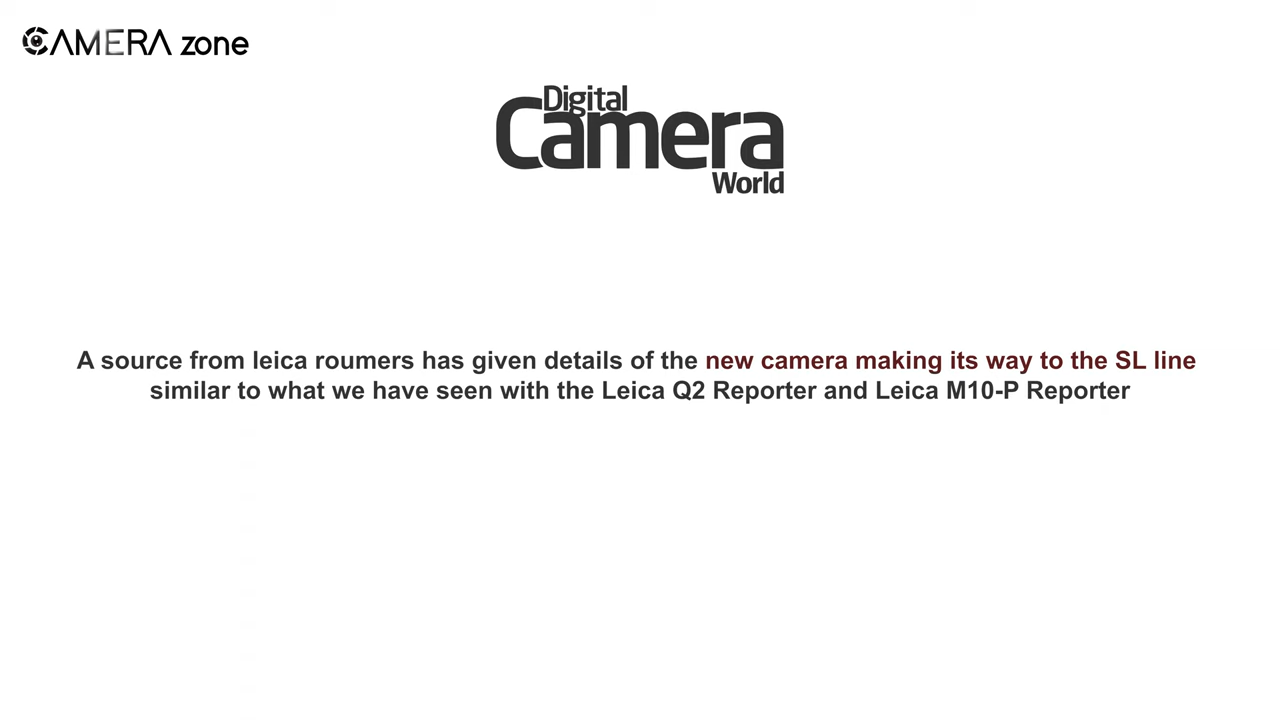 CAMERA zone
Digital
Camera
World
A source from leica roumers has given details of the new camera making its way to the SL line
similar to what we have seen with the Leica Q2 Reporter and Leica M10-P Reporter